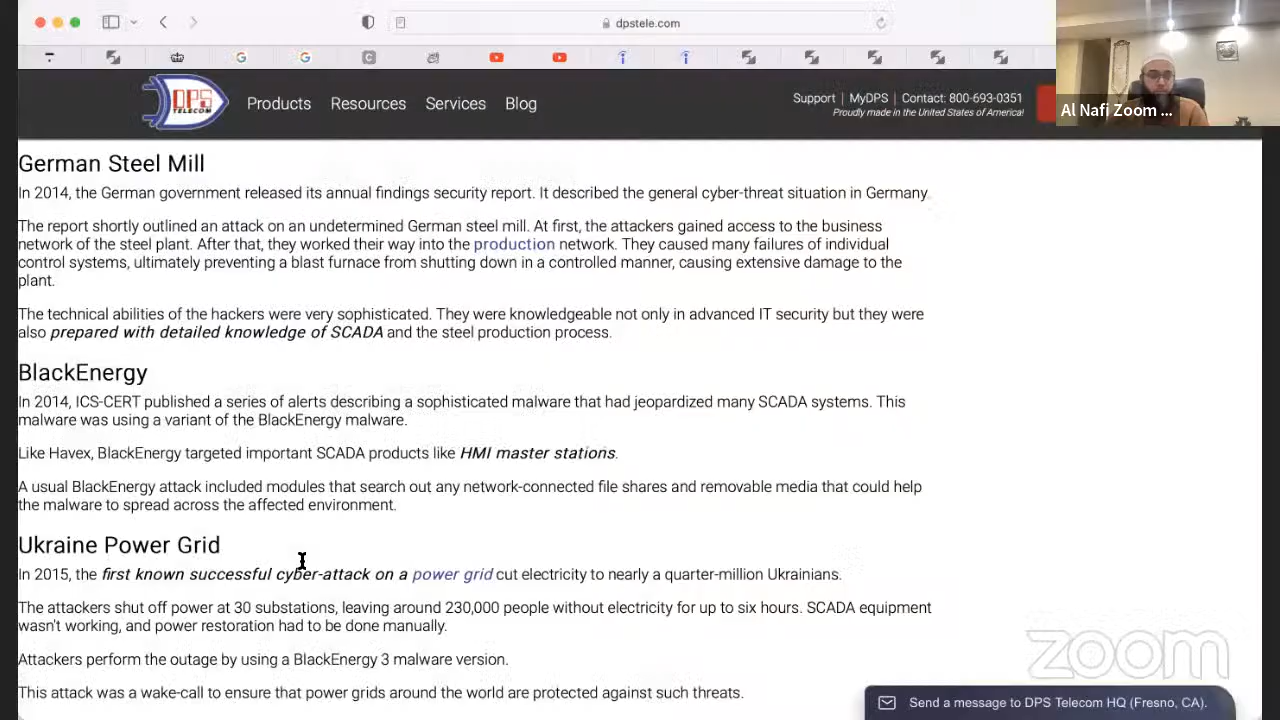 dpstele.com
DPS
TELECOM
Products Resources Services Blog
Support | MyDPS | Contact: 800-693-0351
Proudly made in the United States of America!
Al Nafi Zoom ...
German Steel Mill
In 2014, the German government released its annual findings security report. It described the general cyber-threat situation in Germany.
The report shortly outlined an attack on an undetermined German steel mill. At first, the attackers gained access to the business
network of the steel plant. After that, they worked their way into the production network. They caused many failures of individual
control systems, ultimately preventing a blast furnace from shutting down in a controlled manner, causing extensive damage to the
plant.
The technical abilities of the hackers were very sophisticated. They were knowledgeable not only in advanced IT security but they were
also prepared with detailed knowledge of SCADA and the steel production process.
BlackEnergy
In 2014, ICS-CERT published a series of alerts describing a sophisticated malware that had jeopardized many SCADA systems. This
malware was using a variant of the BlackEnergy malware.
Like Havex, BlackEnergy targeted important SCADA products like HMI master stations.
A usual BlackEnergy attack included modules that search out any network-connected file shares and removable media that could help
the malware to spread across the affected environment.
Ukraine Power Grid
In 2015, the first known successful cyber-attack on a power grid cut electricity to nearly a quarter-million Ukrainians.
The attackers shut off power at 30 substations, leaving around 230,000 people without electricity for up to six hours. SCADA equipment
wasn't working, and power restoration had to be done manually.
Attackers perform the outage by using a BlackEnergy 3 malware version.
This attack was a wake-call to ensure that power grids around the world are protected against such threats.
zoom
Send a message to DPS Telecom HQ (Fresno, CA).